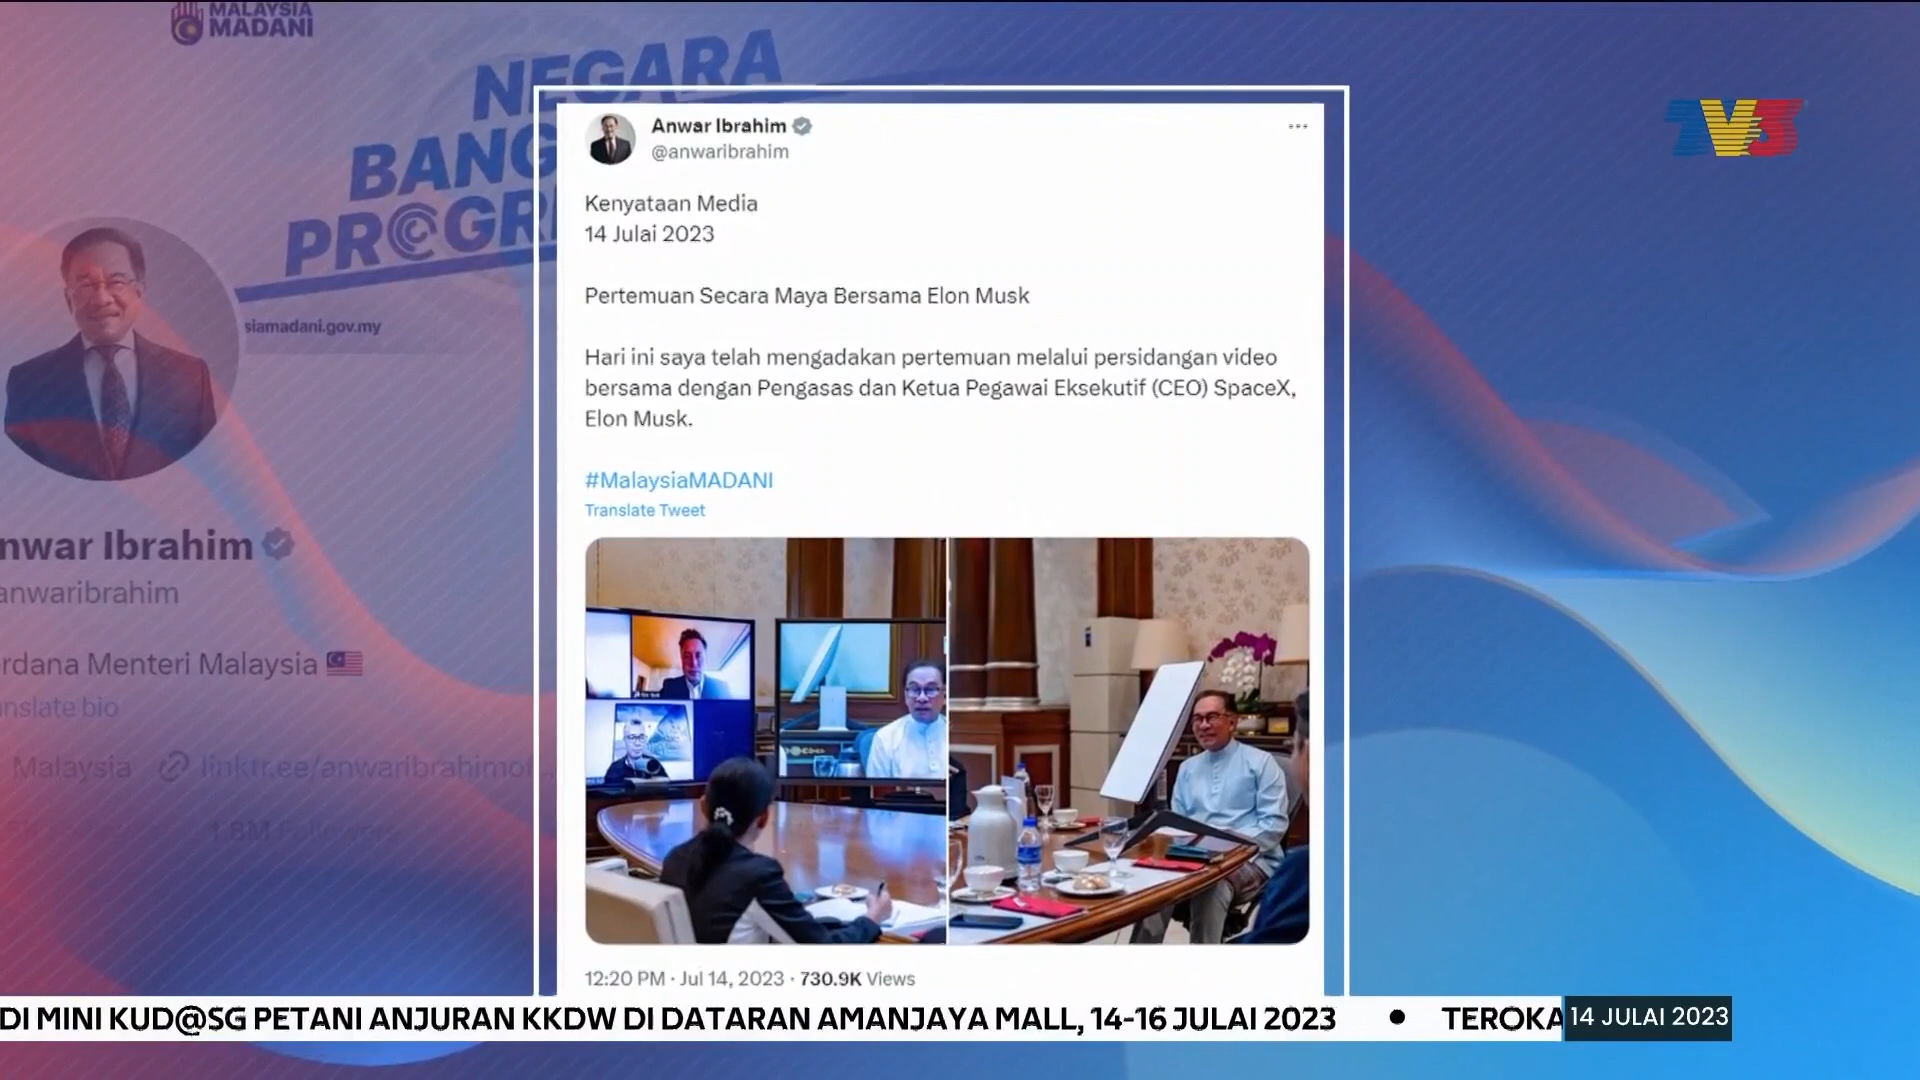 MALAYSIA
MADANI
NEGARA
BANG
PROGR
siamadani.gov.my
nwar Ibrahim
anwaribrahim
rdana Menteri Malaysia
nslate bio
Malaysia linktr.ee/anwaribrahimof...
1.8M Followers
TV3
Anwar Ibrahim
@anwaribrahim
Kenyataan Media
14 Julai 2023
Pertemuan Secara Maya Bersama Elon Musk
Hari ini saya telah mengadakan pertemuan melalui persidangan video
bersama dengan Pengasas dan Ketua Pegawai Eksekutif (CEO) SpaceX,
Elon Musk.
#MalaysiaMADANI
Translate Tweet
12:20 PM · Jul 14, 2023 · 730.9K Views
DI MINI KUD@SG PETANI ANJURAN KKDW DI DATARAN AMANJAYA MALL, 14-16 JULAI 2023 • TEROKA
14 JULAI 2023